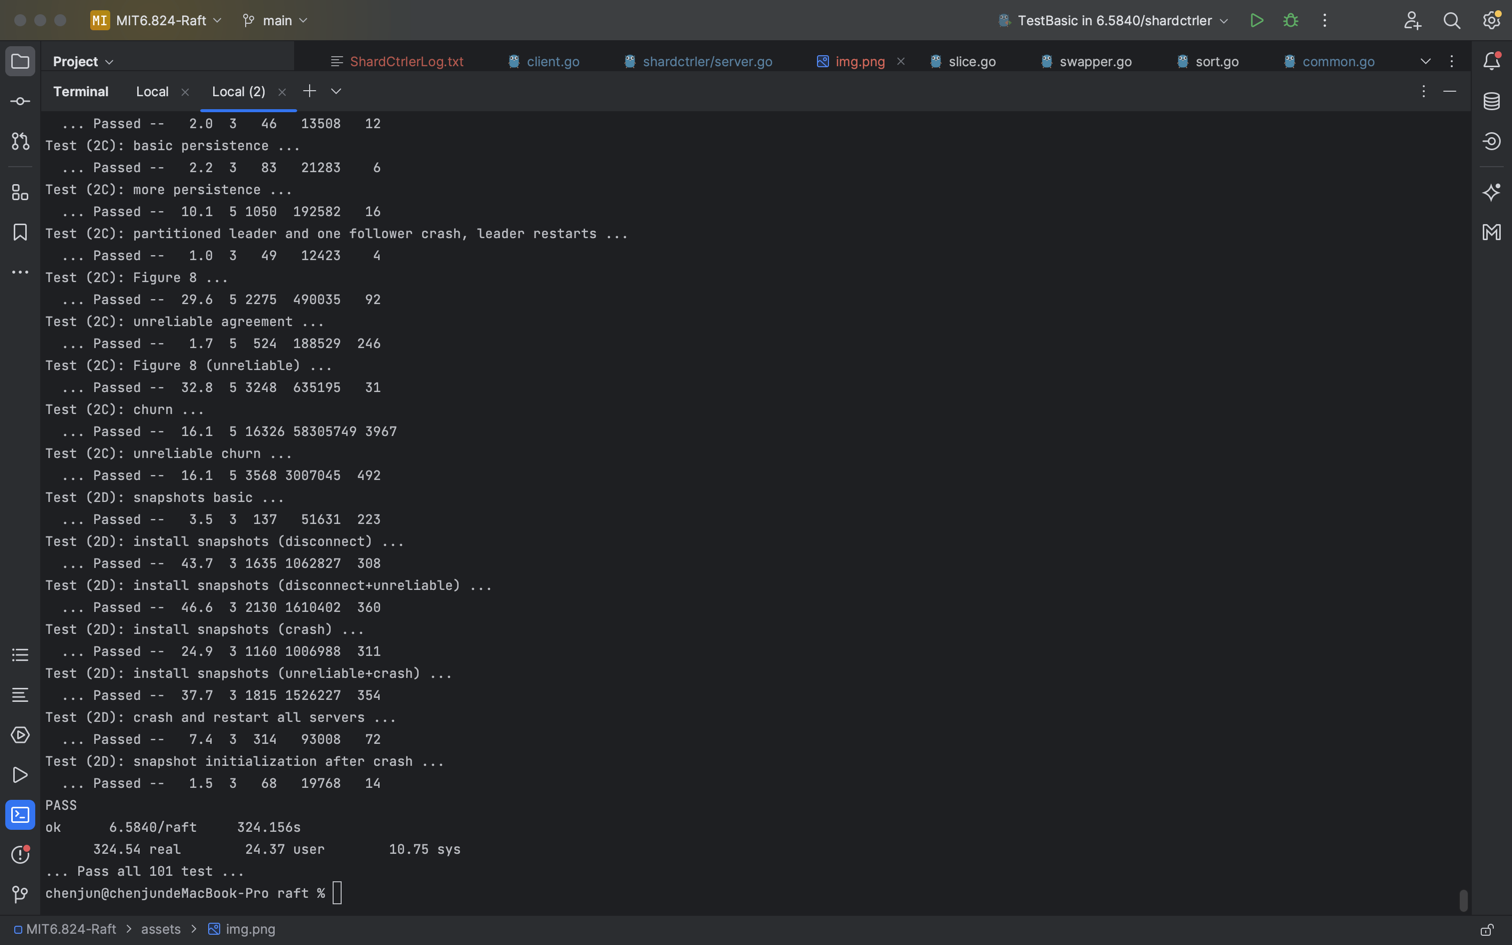 MI MIT6.824-Raft main TestBasic in 6.5840/shardctrler
Project ShardCtrlerLog.txt client.go shardctrler/server.go img.png slice.go swapper.go sort.go common.go
Terminal Local Local (2)
... Passed --   2.0  3   46   13508   12
Test (2C): basic persistence ...
... Passed --   2.2  3   83   21283    6
Test (2C): more persistence ...
... Passed --  10.1  5 1050  192582   16
Test (2C): partitioned leader and one follower crash, leader restarts ...
... Passed --   1.0  3   49   12423    4
Test (2C): Figure 8 ...
... Passed --  29.6  5 2275  490035   92
Test (2C): unreliable agreement ...
... Passed --   1.7  5  524  188529  246
Test (2C): Figure 8 (unreliable) ...
... Passed --  32.8  5 3248  635195   31
Test (2C): churn ...
... Passed --  16.1  5 16326 58305749 3967
Test (2C): unreliable churn ...
... Passed --  16.1  5 3568 3007045  492
Test (2D): snapshots basic ...
... Passed --   3.5  3  137   51631  223
Test (2D): install snapshots (disconnect) ...
... Passed --  43.7  3 1635 1062827  308
Test (2D): install snapshots (disconnect+unreliable) ...
... Passed --  46.6  3 2130 1610402  360
Test (2D): install snapshots (crash) ...
... Passed --  24.9  3 1160 1006988  311
Test (2D): install snapshots (unreliable+crash) ...
... Passed --  37.7  3 1815 1526227  354
Test (2D): crash and restart all servers ...
... Passed --   7.4  3  314   93008   72
Test (2D): snapshot initialization after crash ...
... Passed --   1.5  3   68   19768   14
PASS
ok      6.5840/raft     324.156s
324.54 real        24.37 user        10.75 sys
... Pass all 101 test ...
chenjun@chenjundeMacBook-Pro raft %
MIT6.824-Raft > assets > img.png